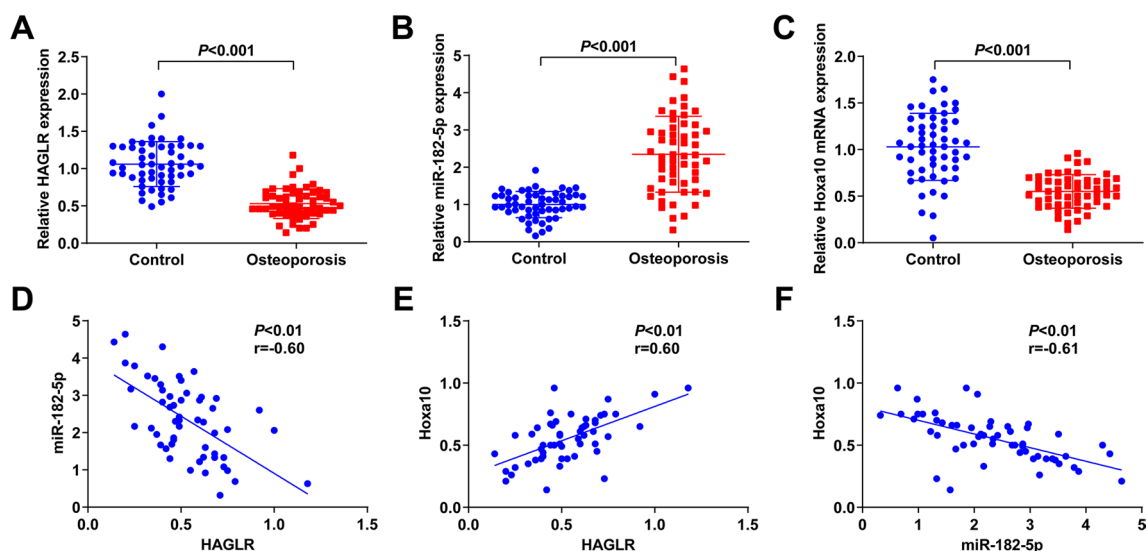 A
Relative HAGLR expression
P<0.001
2.5
2.0
1.5
1.0
0.5
0.0
Control
Osteoporosis
B
Relative miR-182-5p expression
P<0.001
5
4
3
2
1
0
Control
Osteoporosis
C
Relative Hoxa10 mRNA expression
P<0.001
2.0
1.5
1.0
0.5
0.0
Control
Osteoporosis
D
miR-182-5p
P<0.01
r=-0.60
5
4
3
2
1
0
0.0 0.5 1.0 1.5
HAGLR
E
Hoxa10
P<0.01
r=0.60
1.5
1.0
0.5
0.0
0.0 0.5 1.0 1.5
HAGLR
F
Hoxa10
P<0.01
r=-0.61
1.5
1.0
0.5
0.0
0 1 2 3 4 5
miR-182-5p